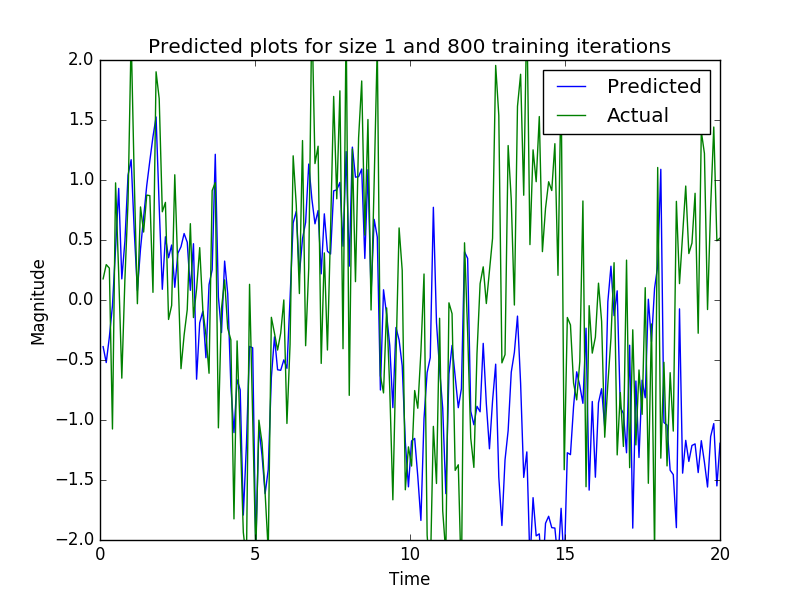 Predicted plots for size 1 and 800 training iterations
Predicted
Actual
Magnitude
2.0
1.5
1.0
0.5
0.0
−0.5
−1.0
−1.5
−2.0
0 5 10 15 20
Time